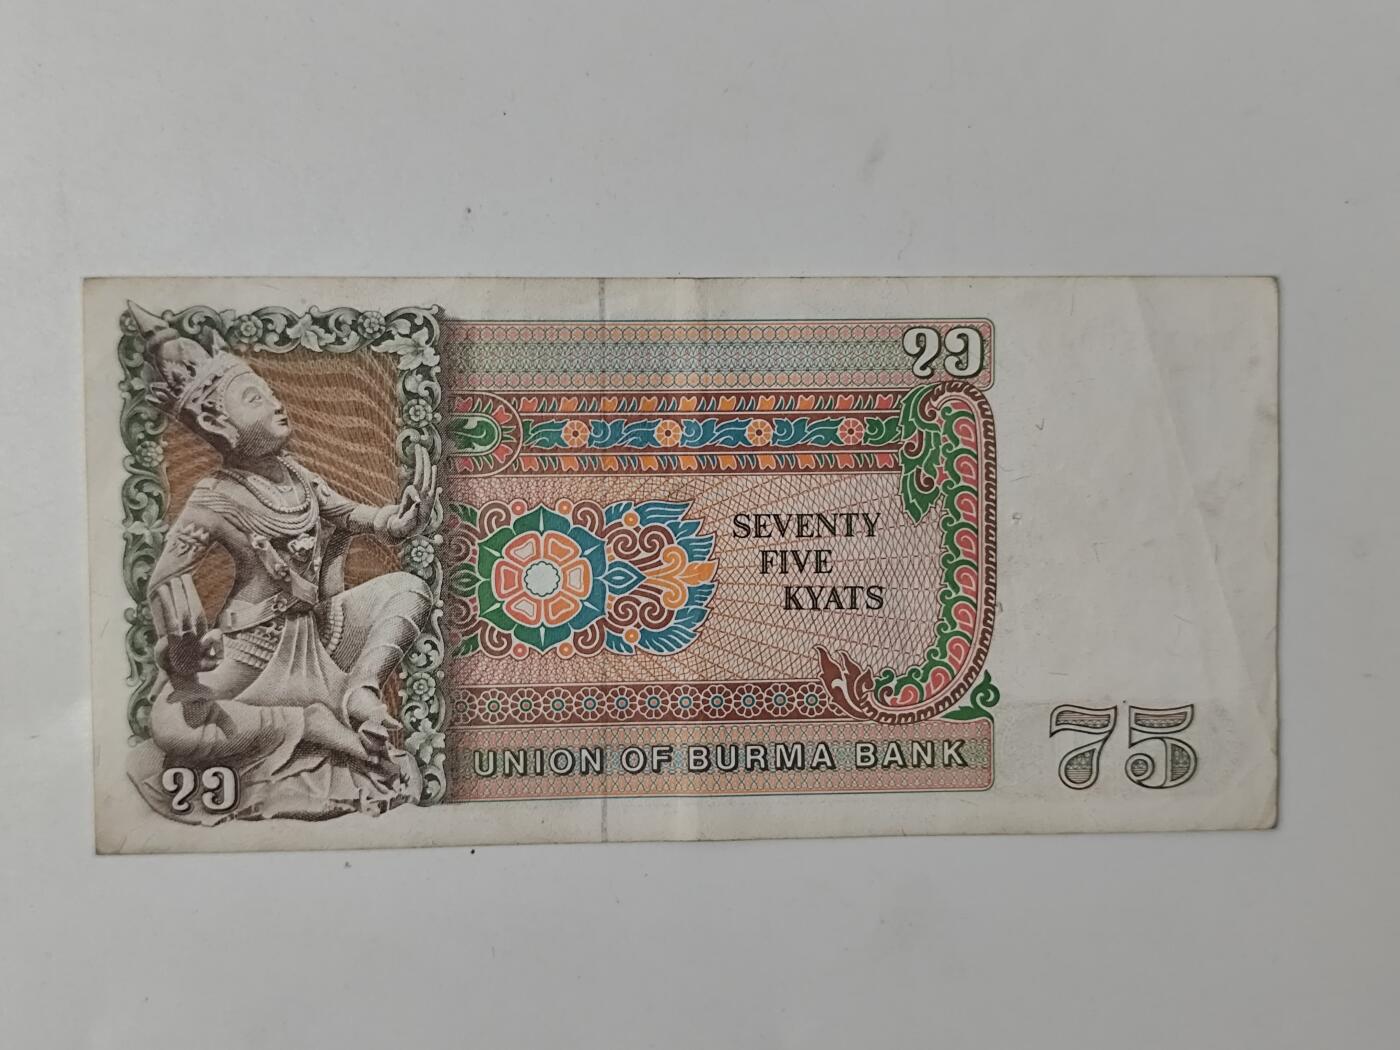 ၇၅
SEVENTY
FIVE
KYATS
UNION OF BURMA BANK
75
၇၅